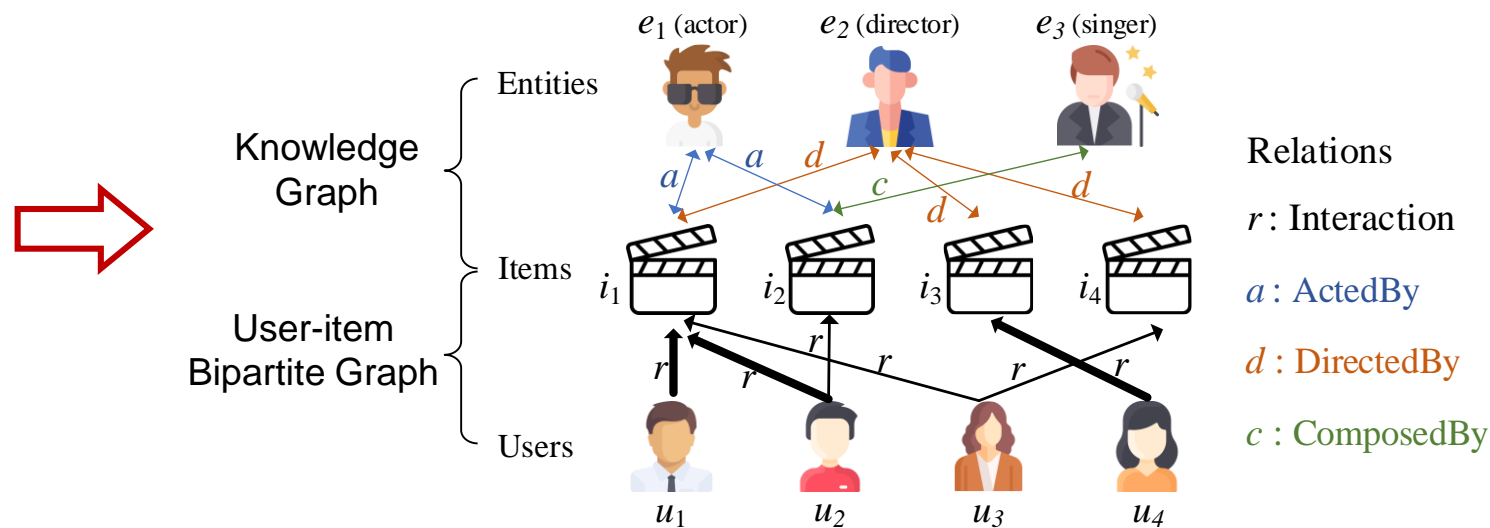 e1 (actor)
e2 (director)
e3 (singer)
Entities
Knowledge
Graph
a
a
d
c
d
d
Relations
r : Interaction
Items
i1
i2
i3
i4
a : ActedBy
User-item
Bipartite Graph
r
r
r
r
r
r
d : DirectedBy
Users
c : ComposedBy
u1
u2
u3
u4